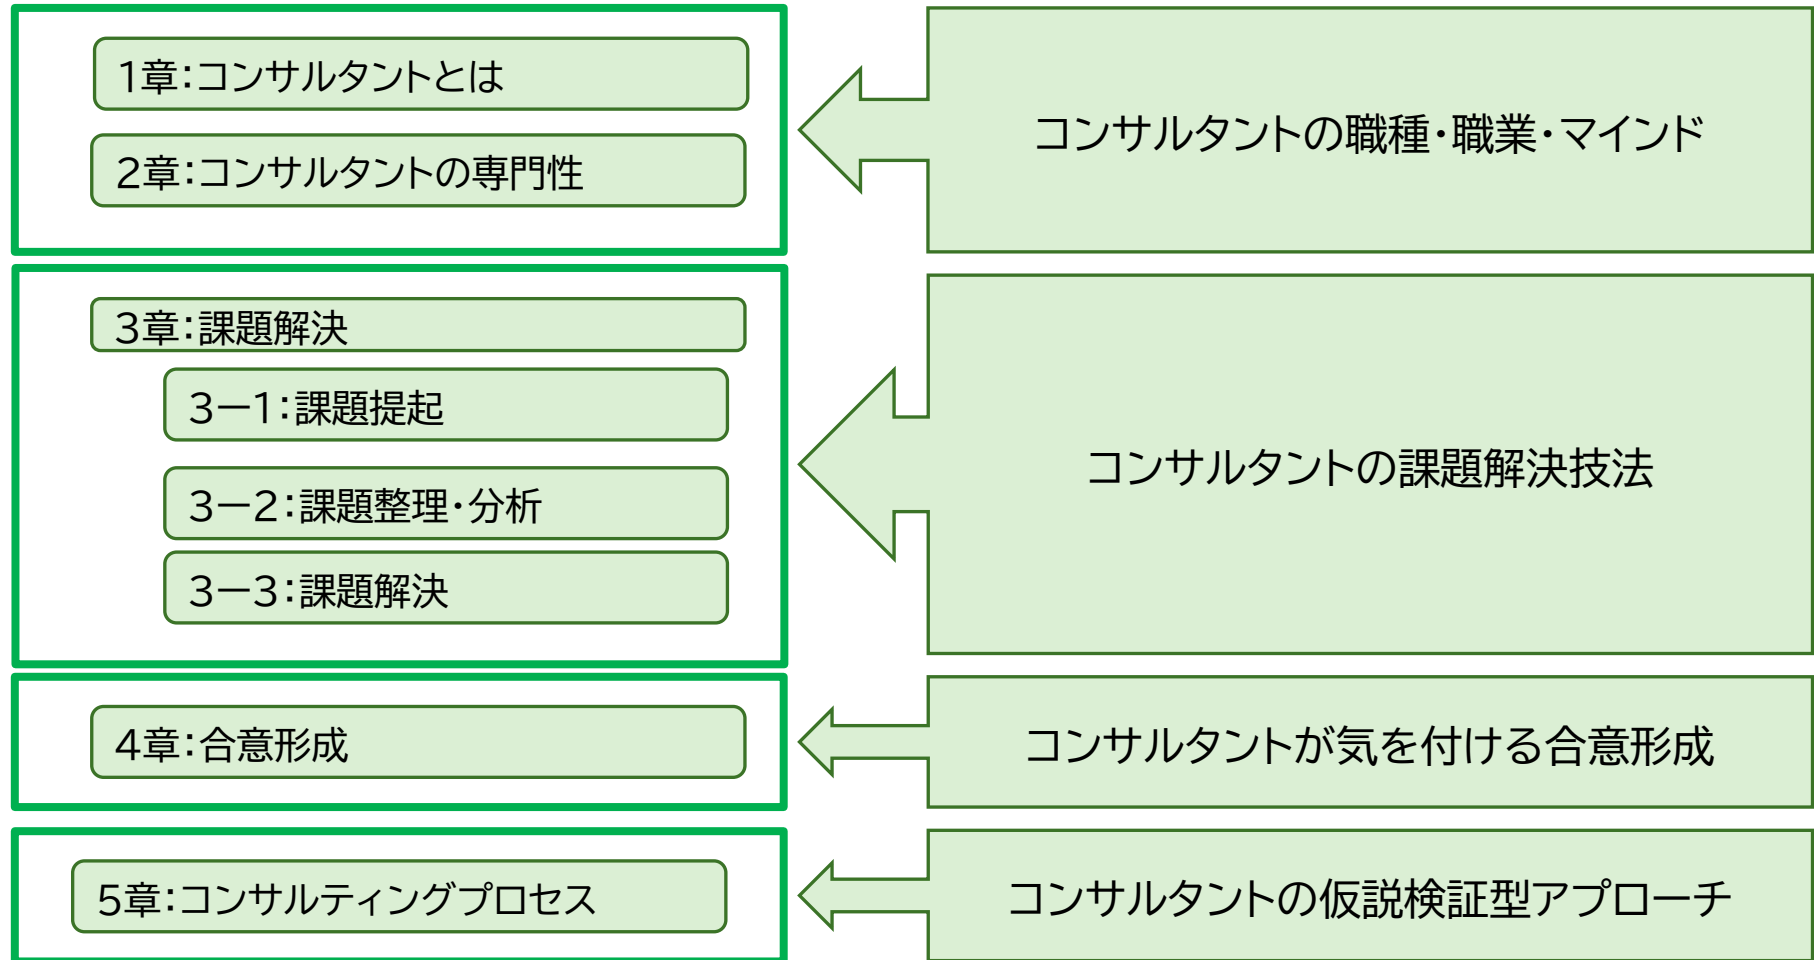 1章：コンサルタントとは
2章：コンサルタントの専門性
コンサルタントの職種・職業・マインド
3章：課題解決
3ー1：課題提起
3ー2：課題整理・分析
3ー3：課題解決
コンサルタントの課題解決技法
4章：合意形成
コンサルタントが気を付ける合意形成
5章：コンサルティングプロセス
コンサルタントの仮説検証型アプローチ